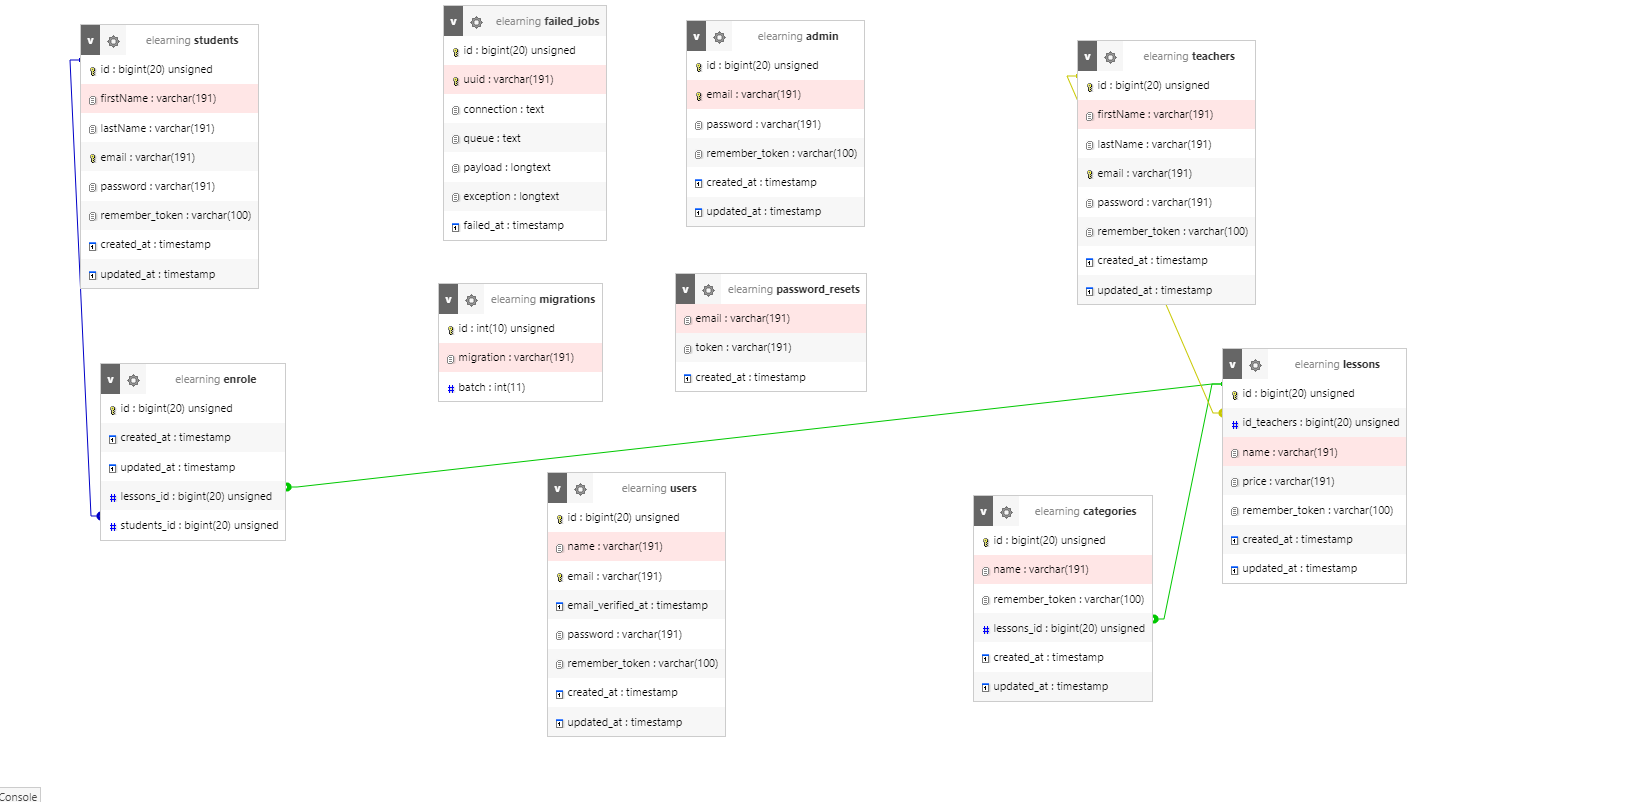 v elearning students
id : bigint(20) unsigned
firstName : varchar(191)
lastName : varchar(191)
email : varchar(191)
password : varchar(191)
remember_token : varchar(100)
created_at : timestamp
updated_at : timestamp
v elearning failed_jobs
id : bigint(20) unsigned
uuid : varchar(191)
connection : text
queue : text
payload : longtext
exception : longtext
failed_at : timestamp
v elearning admin
id : bigint(20) unsigned
email : varchar(191)
password : varchar(191)
remember_token : varchar(100)
created_at : timestamp
updated_at : timestamp
v elearning teachers
id : bigint(20) unsigned
firstName : varchar(191)
lastName : varchar(191)
email : varchar(191)
password : varchar(191)
remember_token : varchar(100)
created_at : timestamp
updated_at : timestamp
v elearning migrations
id : int(10) unsigned
migration : varchar(191)
# batch : int(11)
v elearning password_resets
email : varchar(191)
token : varchar(191)
created_at : timestamp
v elearning enrole
id : bigint(20) unsigned
created_at : timestamp
updated_at : timestamp
# lessons_id : bigint(20) unsigned
# students_id : bigint(20) unsigned
v elearning lessons
id : bigint(20) unsigned
# id_teachers : bigint(20) unsigned
name : varchar(191)
price : varchar(191)
remember_token : varchar(100)
created_at : timestamp
updated_at : timestamp
v elearning users
id : bigint(20) unsigned
name : varchar(191)
email : varchar(191)
email_verified_at : timestamp
password : varchar(191)
remember_token : varchar(100)
created_at : timestamp
updated_at : timestamp
v elearning categories
id : bigint(20) unsigned
name : varchar(191)
remember_token : varchar(100)
# lessons_id : bigint(20) unsigned
created_at : timestamp
updated_at : timestamp
Console